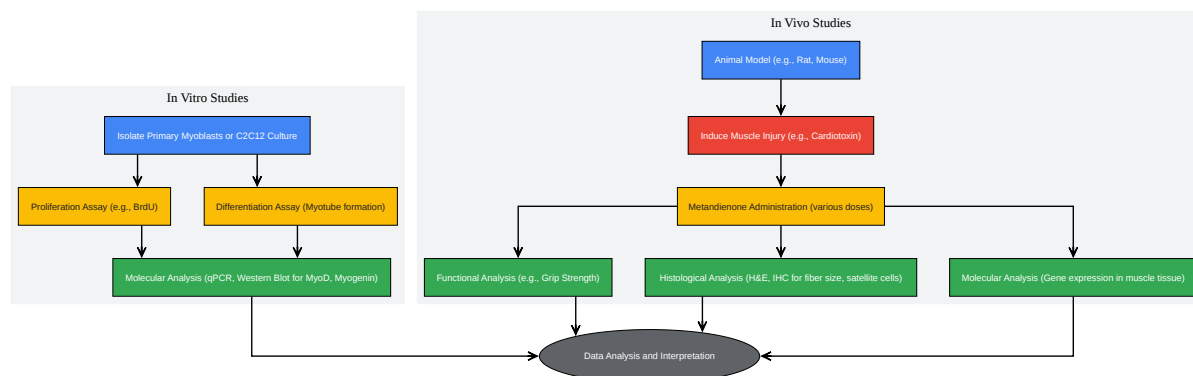 In Vitro Studies
Isolate Primary Myoblasts or C2C12 Culture
Proliferation Assay (e.g., BrdU)
Differentiation Assay (Myotube formation)
Molecular Analysis (qPCR, Western Blot for MyoD, Myogenin)
In Vivo Studies
Animal Model (e.g., Rat, Mouse)
Induce Muscle Injury (e.g., Cardiotoxin)
Metandienone Administration (various doses)
Functional Analysis (e.g., Grip Strength)
Histological Analysis (H&E, IHC for fiber size, satellite cells)
Molecular Analysis (Gene expression in muscle tissue)
Data Analysis and Interpretation